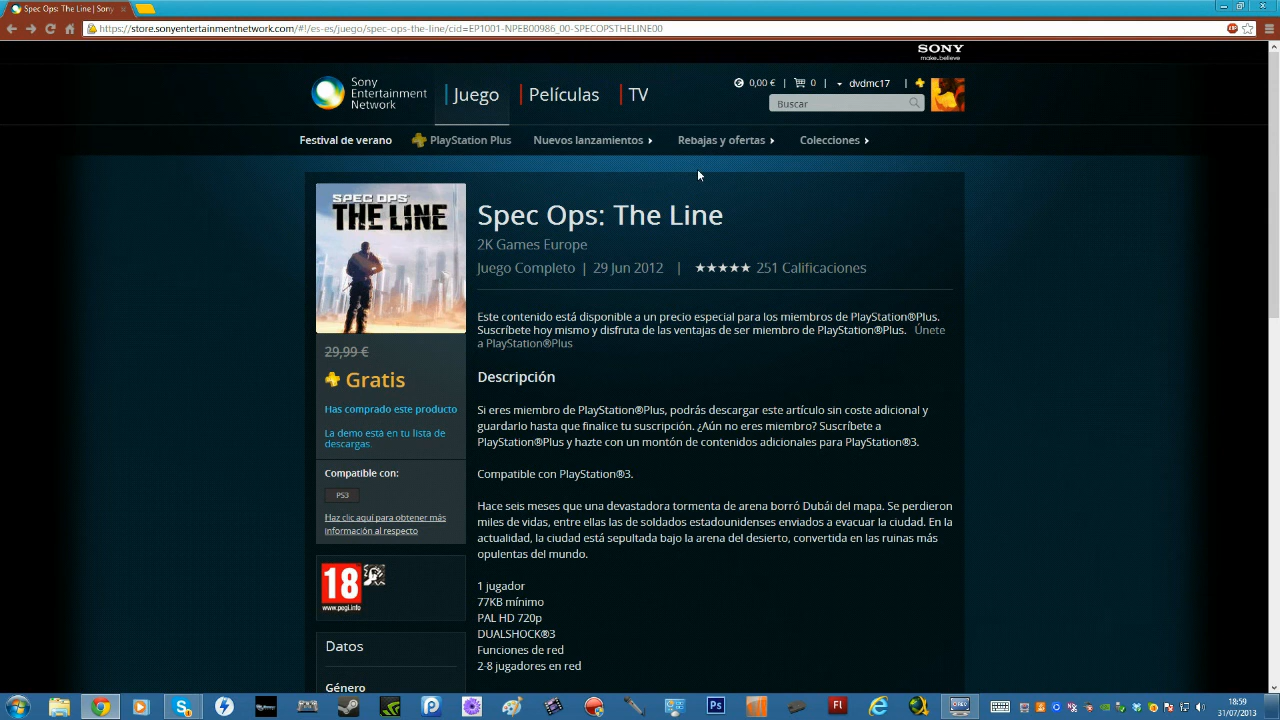 Spec Ops: The Line | Sony
https://store.sonyentertainmentnetwork.com/#!/es-es/juego/spec-ops-the-line/cid=EP1001-NPEB00986_00-SPECOPSTHELINE00
SONY
make.believe
Sony
Entertainment
Network
Juego
Películas
TV
0,00 € | 0 | dvdmc17 |
Buscar
Festival de verano
PlayStation Plus
Nuevos lanzamientos
Rebajas y ofertas
Colecciones
SPEC OPS
THE LINE
29,99 €
Gratis
Has comprado este producto
La demo está en tu lista de
descargas.
Compatible con:
PS3
Haz clic aquí para obtener más
información al respecto
18
www.pegi.info
Datos
Género
Spec Ops: The Line
2K Games Europe
Juego Completo | 29 Jun 2012 | ★★★★★ 251 Calificaciones
Este contenido está disponible a un precio especial para los miembros de PlayStation®Plus.
Suscríbete hoy mismo y disfruta de las ventajas de ser miembro de PlayStation®Plus. Únete
a PlayStation®Plus
Descripción
Si eres miembro de PlayStation®Plus, podrás descargar este artículo sin coste adicional y
guardarlo hasta que finalice tu suscripción. ¿Aún no eres miembro? Suscríbete a
PlayStation®Plus y hazte con un montón de contenidos adicionales para PlayStation®3.
Compatible con PlayStation®3.
Hace seis meses que una devastadora tormenta de arena borró Dubái del mapa. Se perdieron
miles de vidas, entre ellas las de soldados estadounidenses enviados a evacuar la ciudad. En la
actualidad, la ciudad está sepultada bajo la arena del desierto, convertida en las ruinas más
opulentas del mundo.
1 jugador
77KB mínimo
PAL HD 720p
DUALSHOCK®3
Funciones de red
2-8 jugadores en red
Ps
FL
18:59
31/07/2013